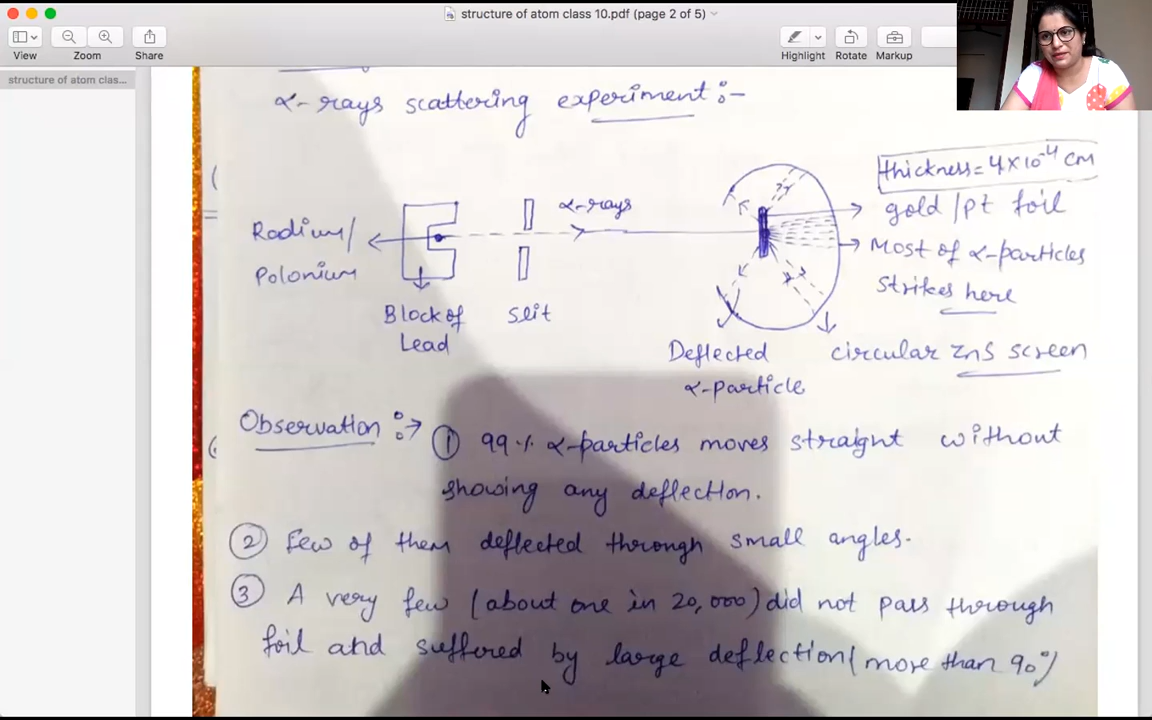 structure of atom class 10.pdf (page 2 of 5)
View
Zoom
Share
Highlight
Rotate
Markup
structure of atom clas...
α-rays scattering experiment :-
thickness = 4×10⁻⁴ cm
α-rays
gold /pt foil
Radium/
Polonium
Most of α-particles
strikes here
Block of
Lead
slit
Deflected
α-particle
circular ZnS screen
Observation :→ ① 99% α-particles moves straight without
showing any deflection.
② Few of them deflected through small angles.
③ A very few (about one in 20,000) did not pass through
foil and suffered by large deflection (more than 90°)